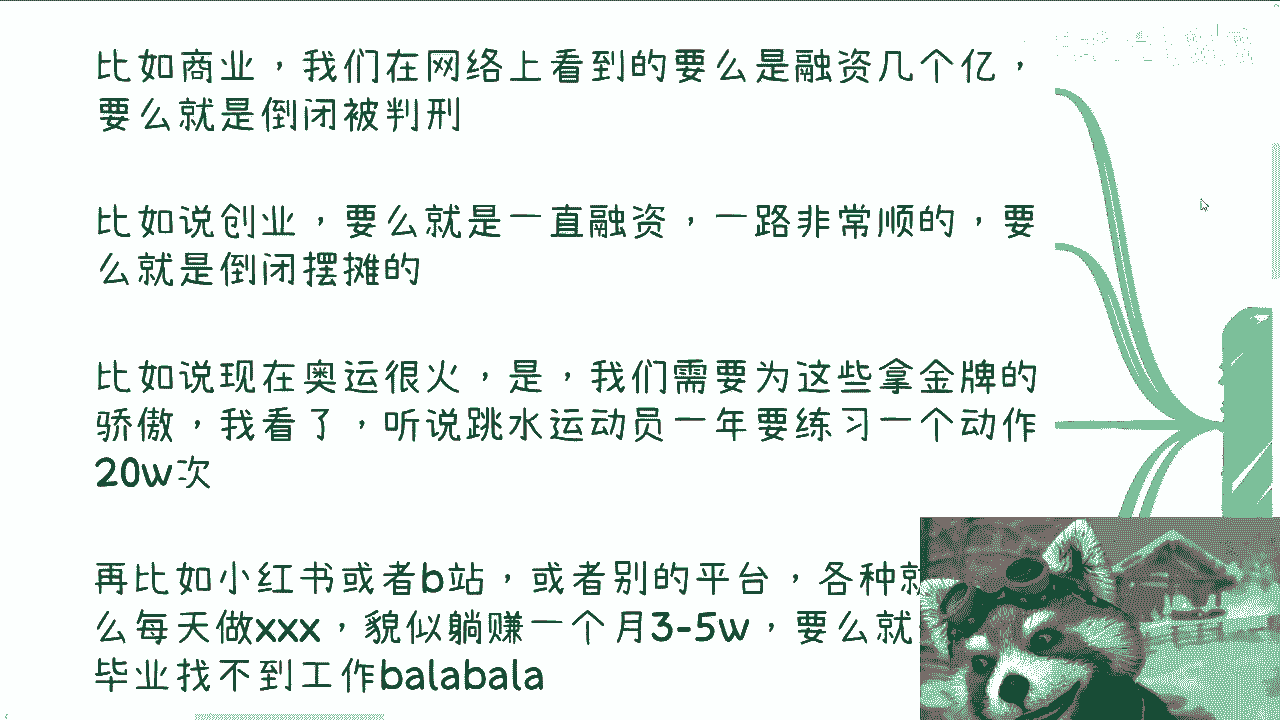 比如商业，我们在网络上看到的要么是融资几个亿，
要么就是倒闭被判刑
比如说创业，要么就是一直融资，一路非常顺的，要
么就是倒闭摆摊的
比如说现在奥运很火，是，我们需要为这些拿金牌的
骄傲，我看了，听说跳水运动员一年要练习一个动作
20w次
再比如小红书或者b站，或者别的平台，各种就
么每天做xxx，貌似躺赚一个月3-5w，要么就
毕业找不到工作balabala